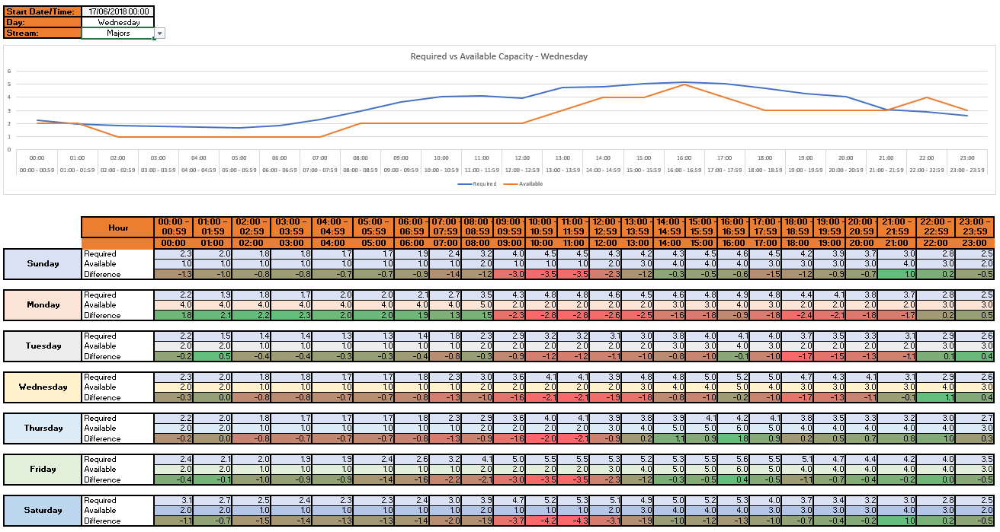 Start Date/Time: 17/06/2018 00:00
Day: Wednesday
Stream: Majors
Required vs Available Capacity - Wednesday
6
5
4
3
2
1
0
00:00 01:00 02:00 03:00 04:00 05:00 06:00 07:00 08:00 09:00 10:00 11:00 12:00 13:00 14:00 15:00 16:00 17:00 18:00 19:00 20:00 21:00 22:00 23:00
00:00 - 00:59 01:00 - 01:59 02:00 - 02:59 03:00 - 03:59 04:00 - 04:59 05:00 - 05:59 06:00 - 06:59 07:00 - 07:59 08:00 - 08:59 09:00 - 09:59 10:00 - 10:59 11:00 - 11:59 12:00 - 12:59 13:00 - 13:59 14:00 - 14:59 15:00 - 15:59 16:00 - 16:59 17:00 - 17:59 18:00 - 18:59 19:00 - 19:59 20:00 - 20:59 21:00 - 21:59 22:00 - 22:59 23:00 - 23:59
Required Available
Hour 00:00 - 00:59 01:00 - 01:59 02:00 - 02:59 03:00 - 03:59 04:00 - 04:59 05:00 - 05:59 06:00 - 06:59 07:00 - 07:59 08:00 - 08:59 09:00 - 09:59 10:00 - 10:59 11:00 - 11:59 12:00 - 12:59 13:00 - 13:59 14:00 - 14:59 15:00 - 15:59 16:00 - 16:59 17:00 - 17:59 18:00 - 18:59 19:00 - 19:59 20:00 - 20:59 21:00 - 21:59 22:00 - 22:59 23:00 - 23:59
00:00 01:00 02:00 03:00 04:00 05:00 06:00 07:00 08:00 09:00 10:00 11:00 12:00 13:00 14:00 15:00 16:00 17:00 18:00 19:00 20:00 21:00 22:00 23:00
Sunday
Required 2.3 2.0 1.8 1.8 1.7 1.7 1.9 2.4 3.2 4.0 4.5 4.5 4.3 4.2 4.3 4.5 4.6 4.5 4.2 3.9 3.7 3.0 2.8 2.5
Available 1.0 1.0 1.0 1.0 1.0 1.0 1.0 1.0 2.0 1.0 1.0 1.0 2.0 3.0 4.0 4.0 4.0 3.0 3.0 3.0 3.0 4.0 3.0 2.0
Difference -1.3 -1.0 -0.8 -0.8 -0.7 -0.7 -0.9 -1.4 -1.2 -3.0 -3.5 -3.5 -2.3 -1.2 -0.3 -0.5 -0.6 -1.5 -1.2 -0.9 -0.7 1.0 0.2 -0.5
Monday
Required 2.2 1.9 1.8 1.7 2.0 2.0 2.1 2.7 3.5 4.3 4.8 4.8 4.6 4.5 4.6 4.8 4.9 4.8 4.4 4.1 3.8 3.7 2.8 2.5
Available 4.0 4.0 4.0 4.0 4.0 4.0 4.0 4.0 5.0 2.0 2.0 2.0 2.0 2.0 3.0 3.0 4.0 3.0 2.0 2.0 2.0 2.0 3.0 3.0
Difference 1.8 2.1 2.2 2.3 2.0 2.0 1.9 1.3 1.5 -2.3 -2.8 -2.8 -2.6 -2.5 -1.6 -1.8 -0.9 -1.8 -2.4 -2.1 -1.8 -1.7 0.2 0.5
Tuesday
Required 2.2 1.5 1.4 1.4 1.3 1.3 1.4 1.8 2.3 2.9 3.2 3.2 3.1 3.0 3.8 4.0 4.1 4.0 3.7 3.5 3.3 3.1 2.9 2.6
Available 2.0 2.0 1.0 1.0 1.0 1.0 1.0 1.0 2.0 2.0 2.0 2.0 2.0 2.0 3.0 3.0 4.0 3.0 2.0 2.0 2.0 2.0 3.0 3.0
Difference -0.2 0.5 -0.4 -0.4 -0.3 -0.3 -0.4 -0.8 -0.3 -0.9 -1.2 -1.2 -1.1 -1.0 -0.8 -1.0 -0.1 -1.0 -1.7 -1.5 -1.3 -1.1 0.1 0.4
Wednesday
Required 2.3 2.0 1.8 1.8 1.7 1.7 1.8 2.3 3.0 3.6 4.1 4.1 3.9 4.8 4.8 5.0 5.2 5.0 4.7 4.3 4.1 3.1 2.9 2.6
Available 2.0 2.0 1.0 1.0 1.0 1.0 1.0 1.0 2.0 2.0 2.0 2.0 2.0 3.0 4.0 4.0 5.0 4.0 3.0 3.0 3.0 3.0 4.0 3.0
Difference -0.3 0.0 -0.8 -0.8 -0.7 -0.7 -0.8 -1.3 -1.0 -1.6 -2.1 -2.1 -1.9 -1.8 -0.8 -1.0 -0.2 -1.0 -1.7 -1.3 -1.1 -0.1 1.1 0.4
Thursday
Required 2.2 2.0 1.8 1.7 1.7 1.7 1.8 2.3 2.9 3.6 4.0 4.1 3.9 3.8 3.9 4.1 4.2 4.1 3.8 3.5 3.3 3.2 3.0 2.7
Available 2.0 2.0 1.0 1.0 1.0 1.0 1.0 1.0 2.0 2.0 2.0 2.0 3.0 4.0 5.0 5.0 6.0 5.0 4.0 4.0 4.0 4.0 4.0 3.0
Difference -0.2 0.0 -0.8 -0.7 -0.7 -0.7 -0.8 -1.3 -0.9 -1.6 -2.0 -2.1 -0.9 0.2 1.1 0.9 1.8 0.9 0.2 0.5 0.7 0.8 1.0 0.3
Friday
Required 2.4 2.1 2.0 1.9 1.9 2.4 2.6 3.2 4.1 5.0 5.5 5.5 5.3 5.2 5.3 5.5 5.6 5.5 5.1 4.7 4.4 4.2 4.0 3.5
Available 2.0 2.0 1.0 1.0 1.0 1.0 1.0 1.0 2.0 2.0 2.0 2.0 3.0 4.0 5.0 5.0 6.0 5.0 4.0 4.0 4.0 4.0 4.0 3.0
Difference -0.4 -0.1 -1.0 -0.9 -0.9 -1.4 -1.6 -2.2 -2.1 -3.0 -3.5 -3.5 -2.3 -1.2 -0.3 -0.5 0.4 -0.5 -1.1 -0.7 -0.4 -0.2 0.0 -0.5
Saturday
Required 3.1 2.7 2.5 2.4 2.3 2.3 2.4 3.0 3.9 4.7 5.2 5.3 5.1 4.9 5.0 5.2 5.3 4.0 3.7 3.4 3.2 3.0 2.8 2.5
Available 2.0 2.0 1.0 1.0 1.0 1.0 1.0 1.0 2.0 1.0 1.0 1.0 2.0 3.0 4.0 4.0 4.0 3.0 3.0 3.0 3.0 4.0 3.0 2.0
Difference -1.1 -0.7 -1.5 -1.4 -1.3 -1.3 -1.4 -2.0 -1.9 -3.7 -4.2 -4.3 -3.1 -1.9 -1.0 -1.2 -1.3 -1.0 -0.7 -0.4 -0.2 1.0 0.2 -0.5